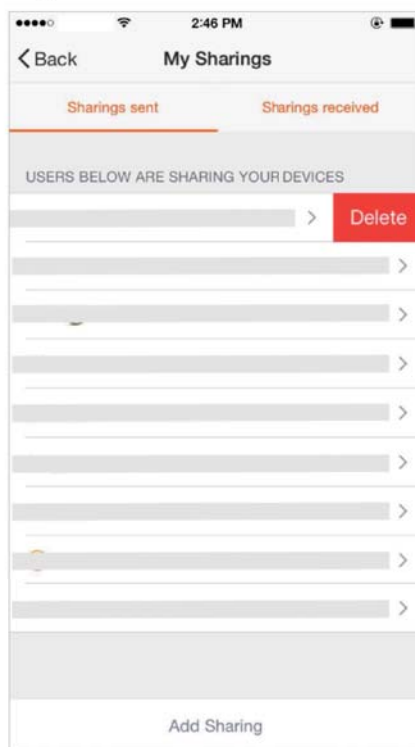 2:46 PM
Back My Sharings
Sharings sent Sharings received
USERS BELOW ARE SHARING YOUR DEVICES
Delete
Add Sharing